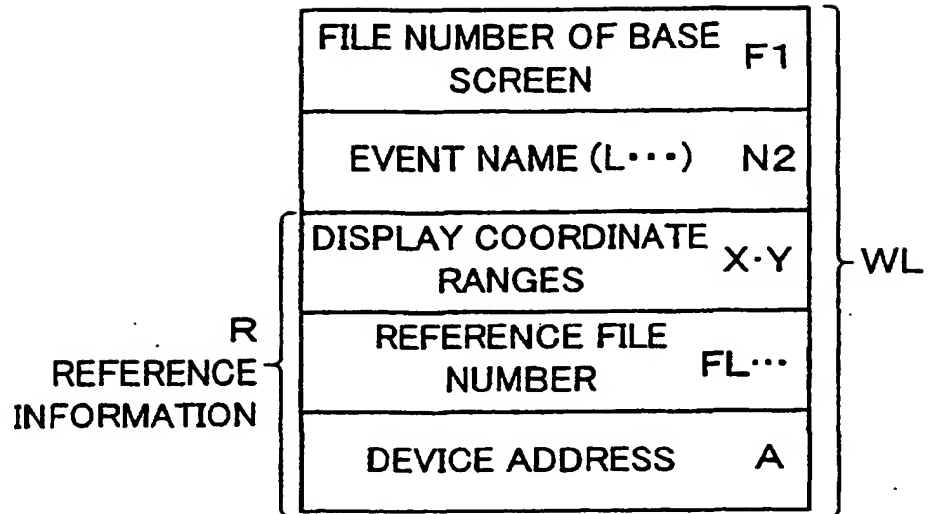 FILE NUMBER OF BASE F1
SCREEN
EVENT NAME (L･･･) N2
DISPLAY COORDINATE X･Y
RANGES
WL
R
REFERENCE
INFORMATION
REFERENCE FILE FL･･･
NUMBER
DEVICE ADDRESS A